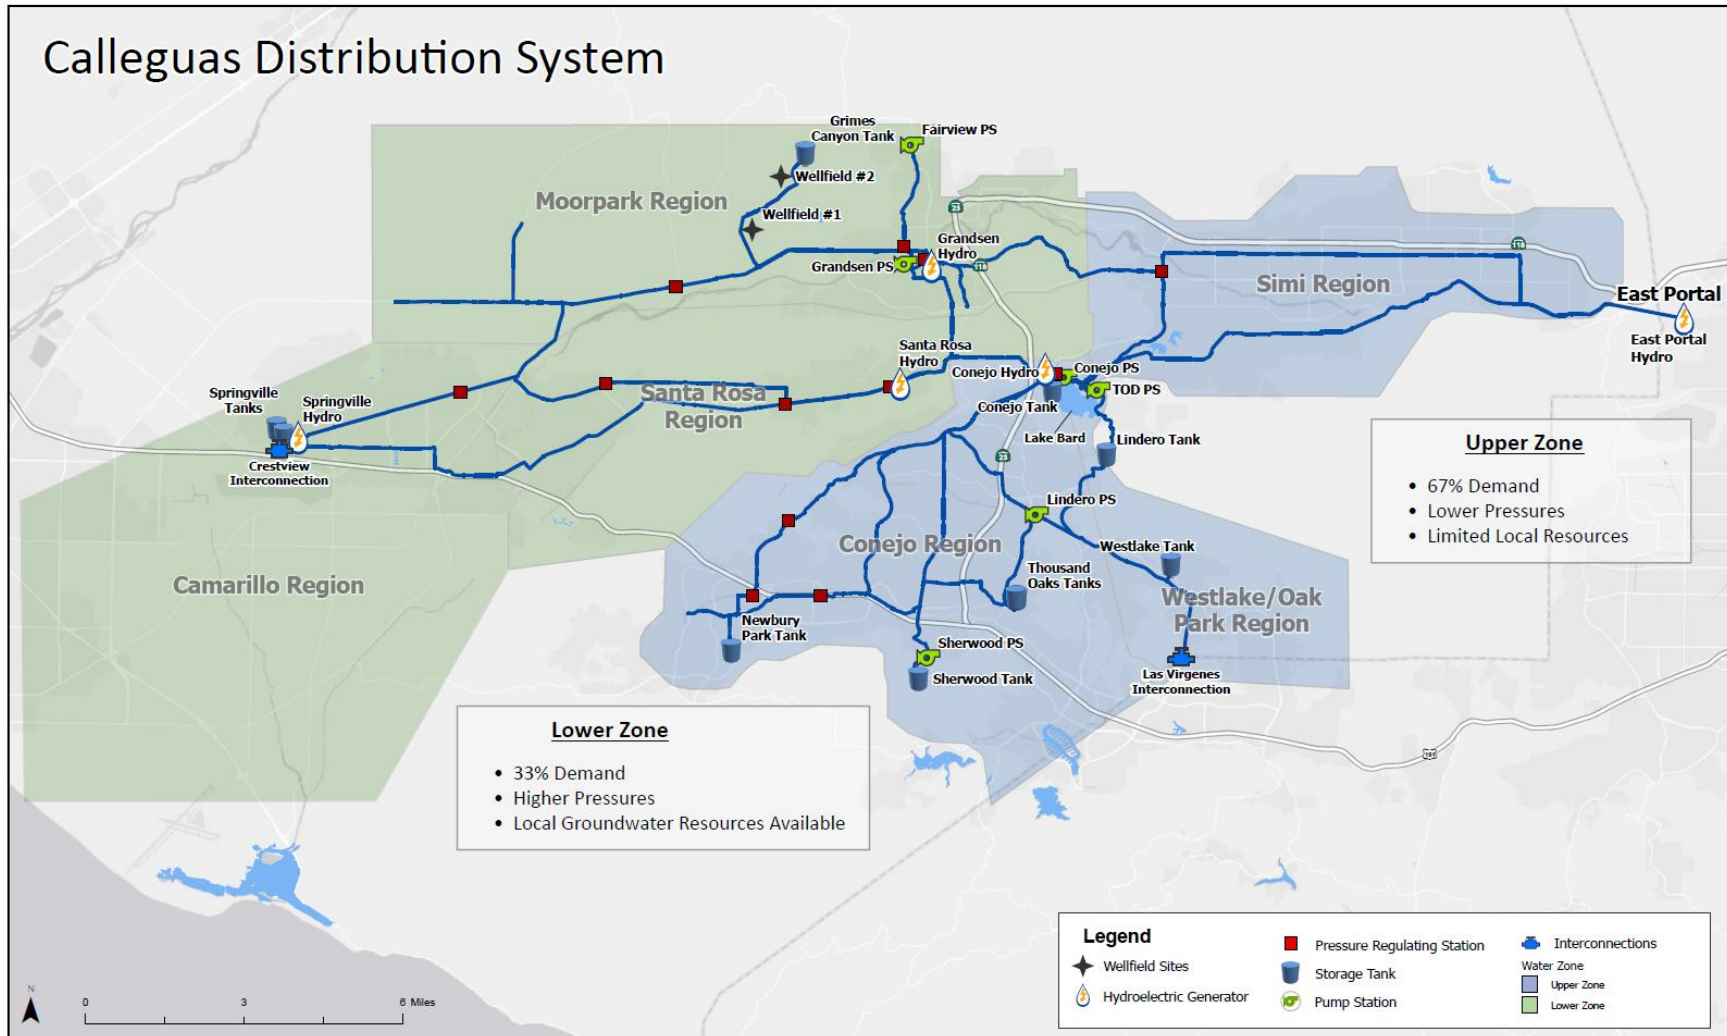 Calleguas Distribution System
Grimes
Canyon Tank
Fairview PS
Wellfield #2
Moorpark Region
Wellfield #1
23
Grandsen
Hydro
Grandsen PS
118
118
Simi Region
East Portal
East Portal
Hydro
Santa Rosa
Hydro
Conejo Hydro
Conejo PS
TOD PS
Springville
Tanks
Springville
Hydro
Santa Rosa
Region
Conejo Tank
Lake Bard
Lindero Tank
Crestview
Interconnection
23
Upper Zone
• 67% Demand
• Lower Pressures
• Limited Local Resources
Lindero PS
Conejo Region
Westlake Tank
Camarillo Region
Thousand
Oaks Tanks
Westlake/Oak
Park Region
Newbury
Park Tank
Sherwood PS
Sherwood Tank
Las Virgenes
Interconnection
Lower Zone
• 33% Demand
• Higher Pressures
• Local Groundwater Resources Available
101
Legend
Wellfield Sites
Hydroelectric Generator
Pressure Regulating Station
Storage Tank
Pump Station
Interconnections
Water Zone
Upper Zone
Lower Zone
N
0 3 6 Miles